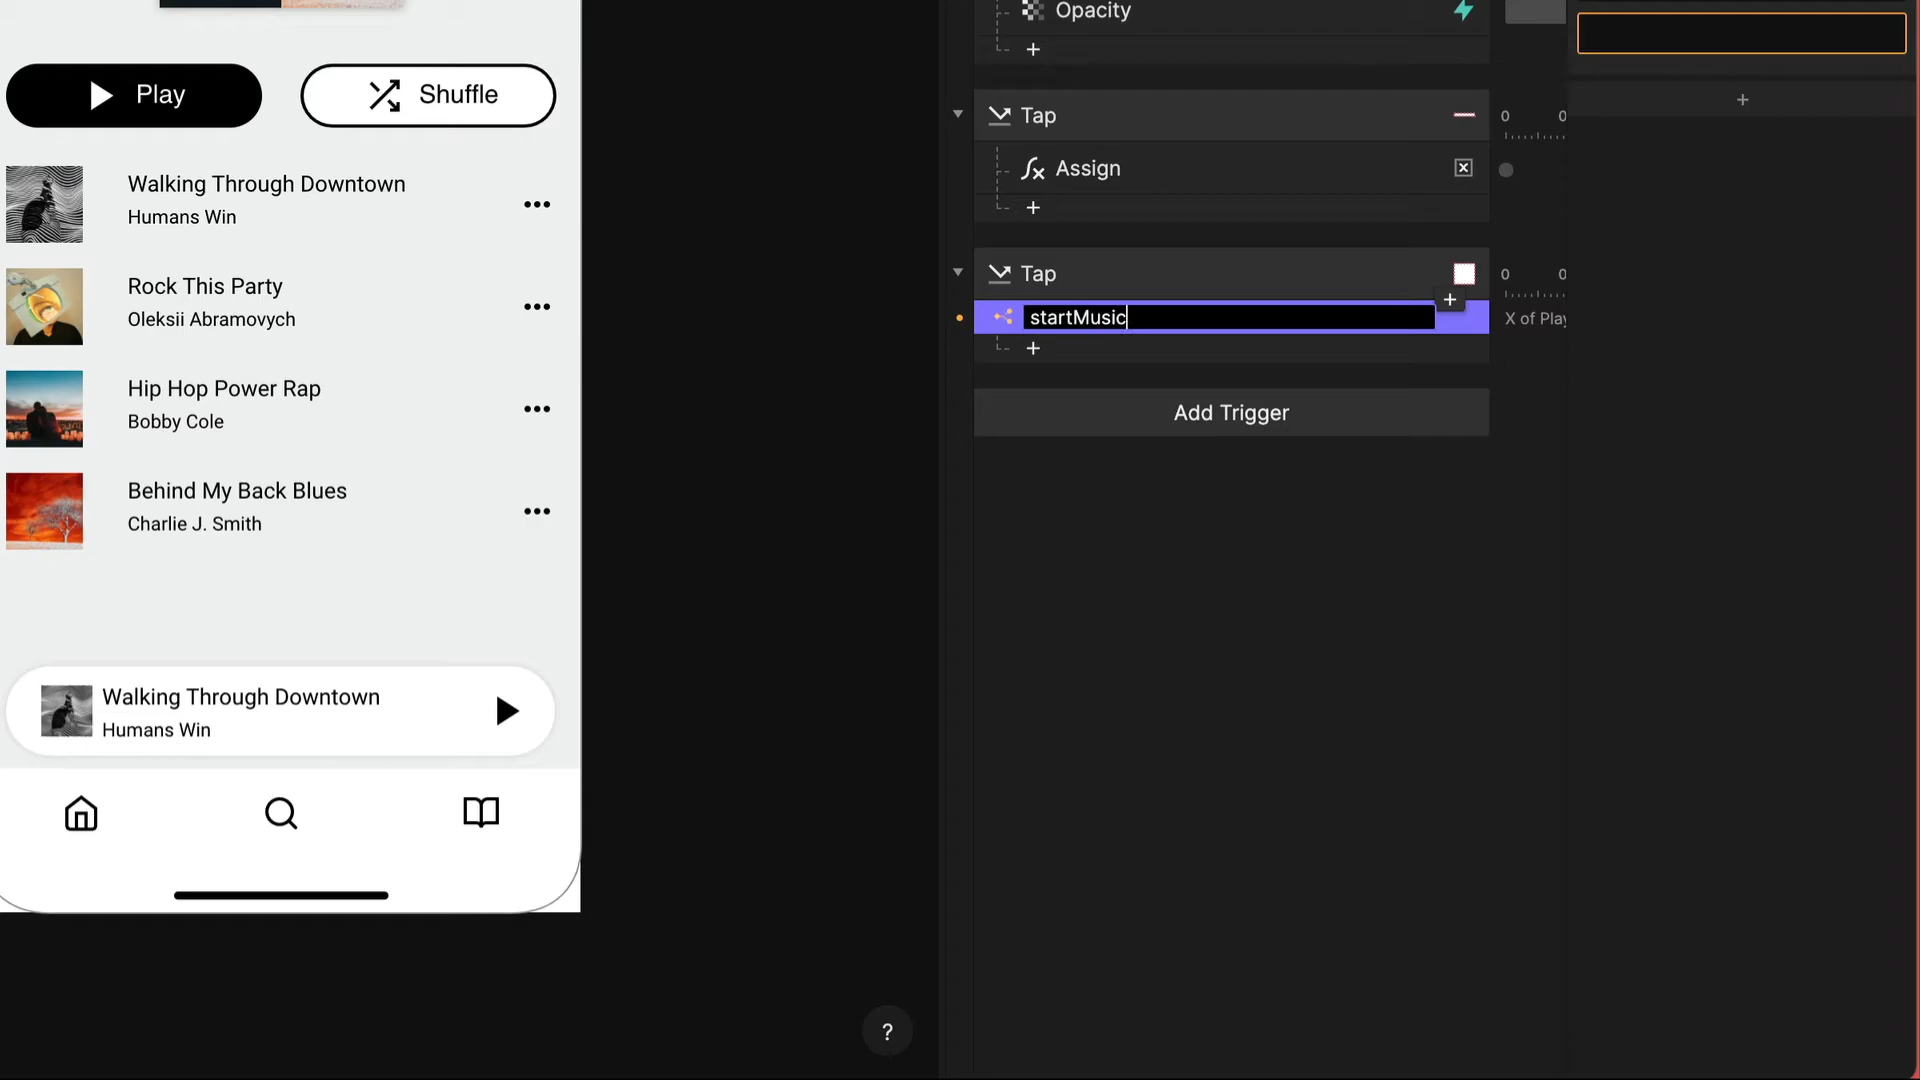 Play
Shuffle
Walking Through Downtown
Humans Win
Rock This Party
Oleksii Abramovych
Hip Hop Power Rap
Bobby Cole
Behind My Back Blues
Charlie J. Smith
Walking Through Downtown
Humans Win
Opacity
Tap
0 0
Assign
Tap
0 0
startMusic
X of Play
Add Trigger
?